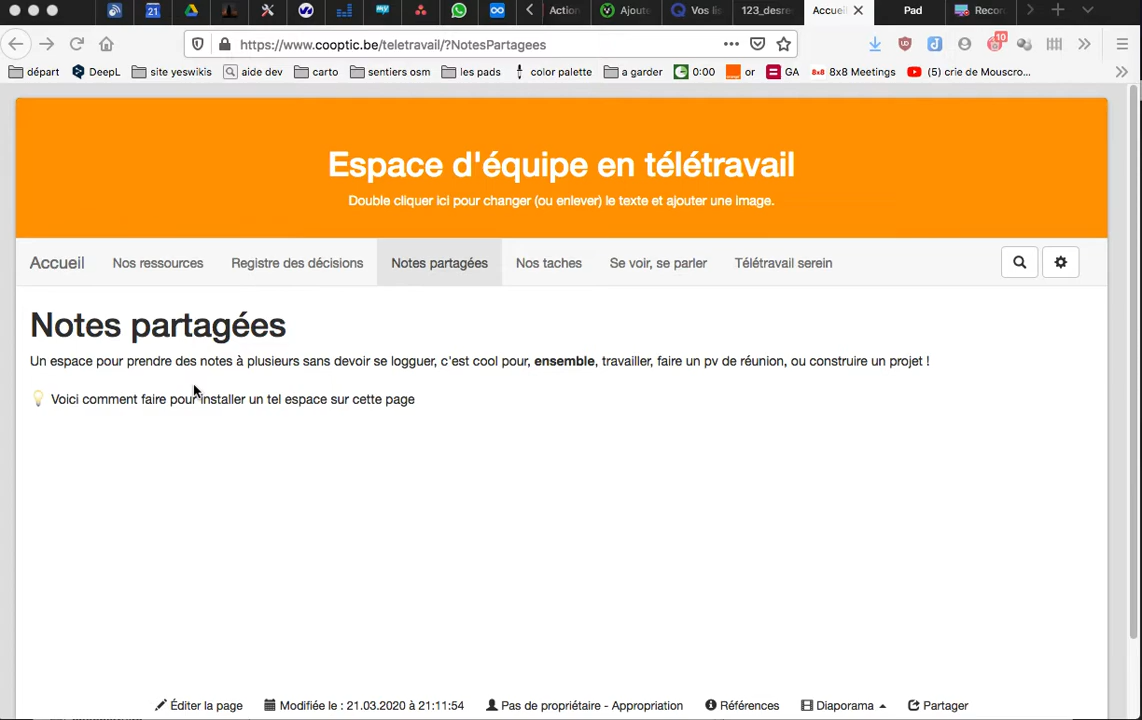 21
Action
Ajoute
Vos lis
123_desre
Accuei
Pad
Recor
https://www.cooptic.be/teletravail/?NotesPartagees
10
départ
DeepL
site yeswikis
aide dev
carto
sentiers osm
les pads
color palette
a garder
0:00
or
GA
8x8 Meetings
(5) crie de Mouscro...
Espace d'équipe en télétravail
Double cliquer ici pour changer (ou enlever) le texte et ajouter une image.
Accueil
Nos ressources
Registre des décisions
Notes partagées
Nos taches
Se voir, se parler
Télétravail serein
Notes partagées
Un espace pour prendre des notes à plusieurs sans devoir se logguer, c'est cool pour, ensemble, travailler, faire un pv de réunion, ou construire un projet !
Voici comment faire pour installer un tel espace sur cette page
Éditer la page
Modifiée le : 21.03.2020 à 21:11:54
Pas de propriétaire - Appropriation
Références
Diaporama
Partager